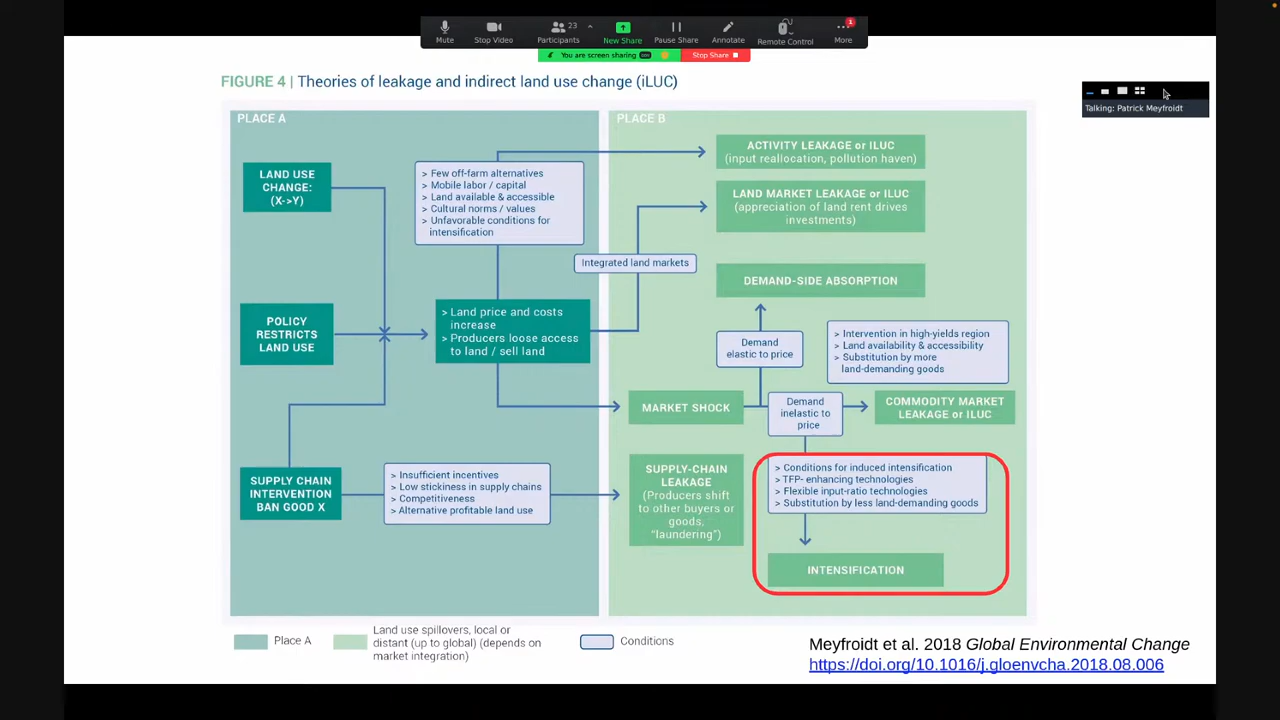 Mute
Stop Video
Participants
23
New Share
Pause Share
Annotate
Remote Control
More
1
You are screen sharing
Stop Share
Talking: Patrick Meyfroidt
FIGURE 4 | Theories of leakage and indirect land use change (iLUC)
PLACE A
PLACE B
LAND USE
CHANGE:
(X->Y)
> Few off-farm alternatives
> Mobile labor / capital
> Land available & accessible
> Cultural norms / values
> Unfavorable conditions for
intensification
ACTIVITY LEAKAGE or ILUC
(input reallocation, pollution haven)
LAND MARKET LEAKAGE or ILUC
(appreciation of land rent drives
investments)
Integrated land markets
DEMAND-SIDE ABSORPTION
POLICY
RESTRICTS
LAND USE
> Land price and costs
increase
> Producers loose access
to land / sell land
Demand
elastic to price
> Intervention in high-yields region
> Land availability & accessibility
> Substitution by more
land-demanding goods
MARKET SHOCK
Demand
inelastic to
price
COMMODITY MARKET
LEAKAGE or ILUC
SUPPLY CHAIN
INTERVENTION
BAN GOOD X
> Insufficient incentives
> Low stickiness in supply chains
> Competitiveness
> Alternative profitable land use
SUPPLY-CHAIN
LEAKAGE
(Producers shift
to other buyers or
goods,
"laundering")
> Conditions for induced intensification
> TFP- enhancing technologies
> Flexible input-ratio technologies
> Substitution by less land-demanding goods
INTENSIFICATION
Place A
Land use spillovers, local or
distant (up to global) (depends on
market integration)
Conditions
Meyfroidt et al. 2018 Global Environmental Change
https://doi.org/10.1016/j.gloenvcha.2018.08.006